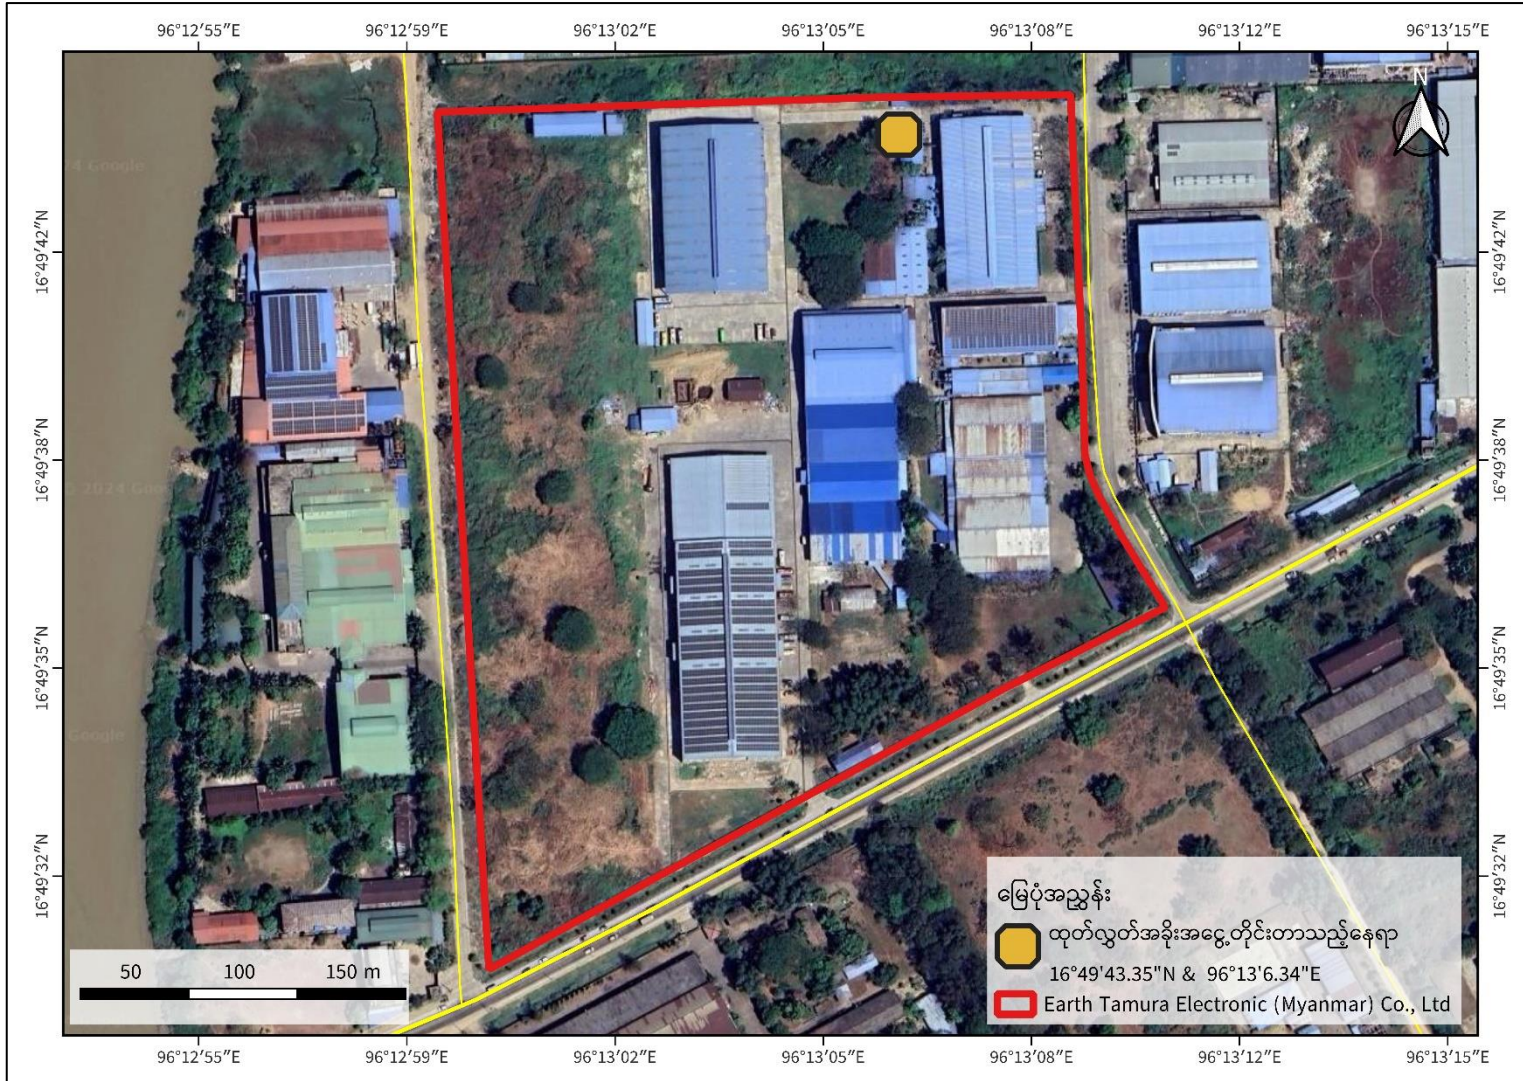 96°12′55″E 96°12′59″E 96°13′02″E 96°13′05″E 96°13′08″E 96°13′12″E 96°13′15″E
N
4 Google
16°49′42″N
16°49′42″N
16°49′38″N
16°49′38″N
© 2024 Goo
16°49′35″N
16°49′35″N
Google
16°49′32″N
16°49′32″N
မြေပုံအညွှန်း
ထုတ်လွှတ်အခိုးအငွေ့တိုင်းတာသည့်နေရာ
16°49'43.35"N & 96°13'6.34"E
Earth Tamura Electronic (Myanmar) Co., Ltd
50 100 150 m
96°12′55″E 96°12′59″E 96°13′02″E 96°13′05″E 96°13′08″E 96°13′12″E 96°13′15″E